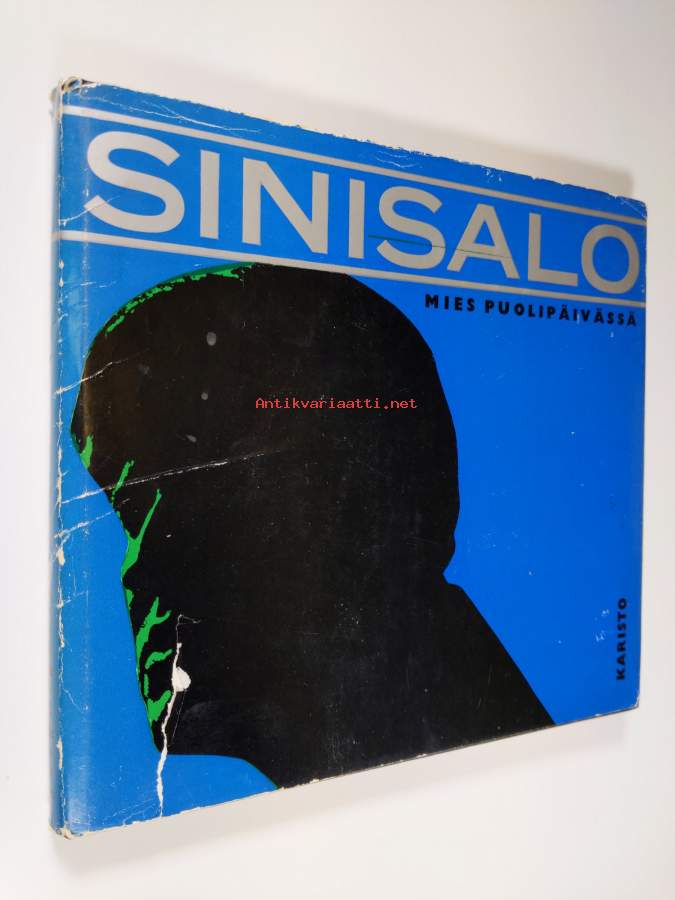 SINISALO
MIES PUOLIPÄIVÄSSÄ
Antikvariaatti.net
KARISTO